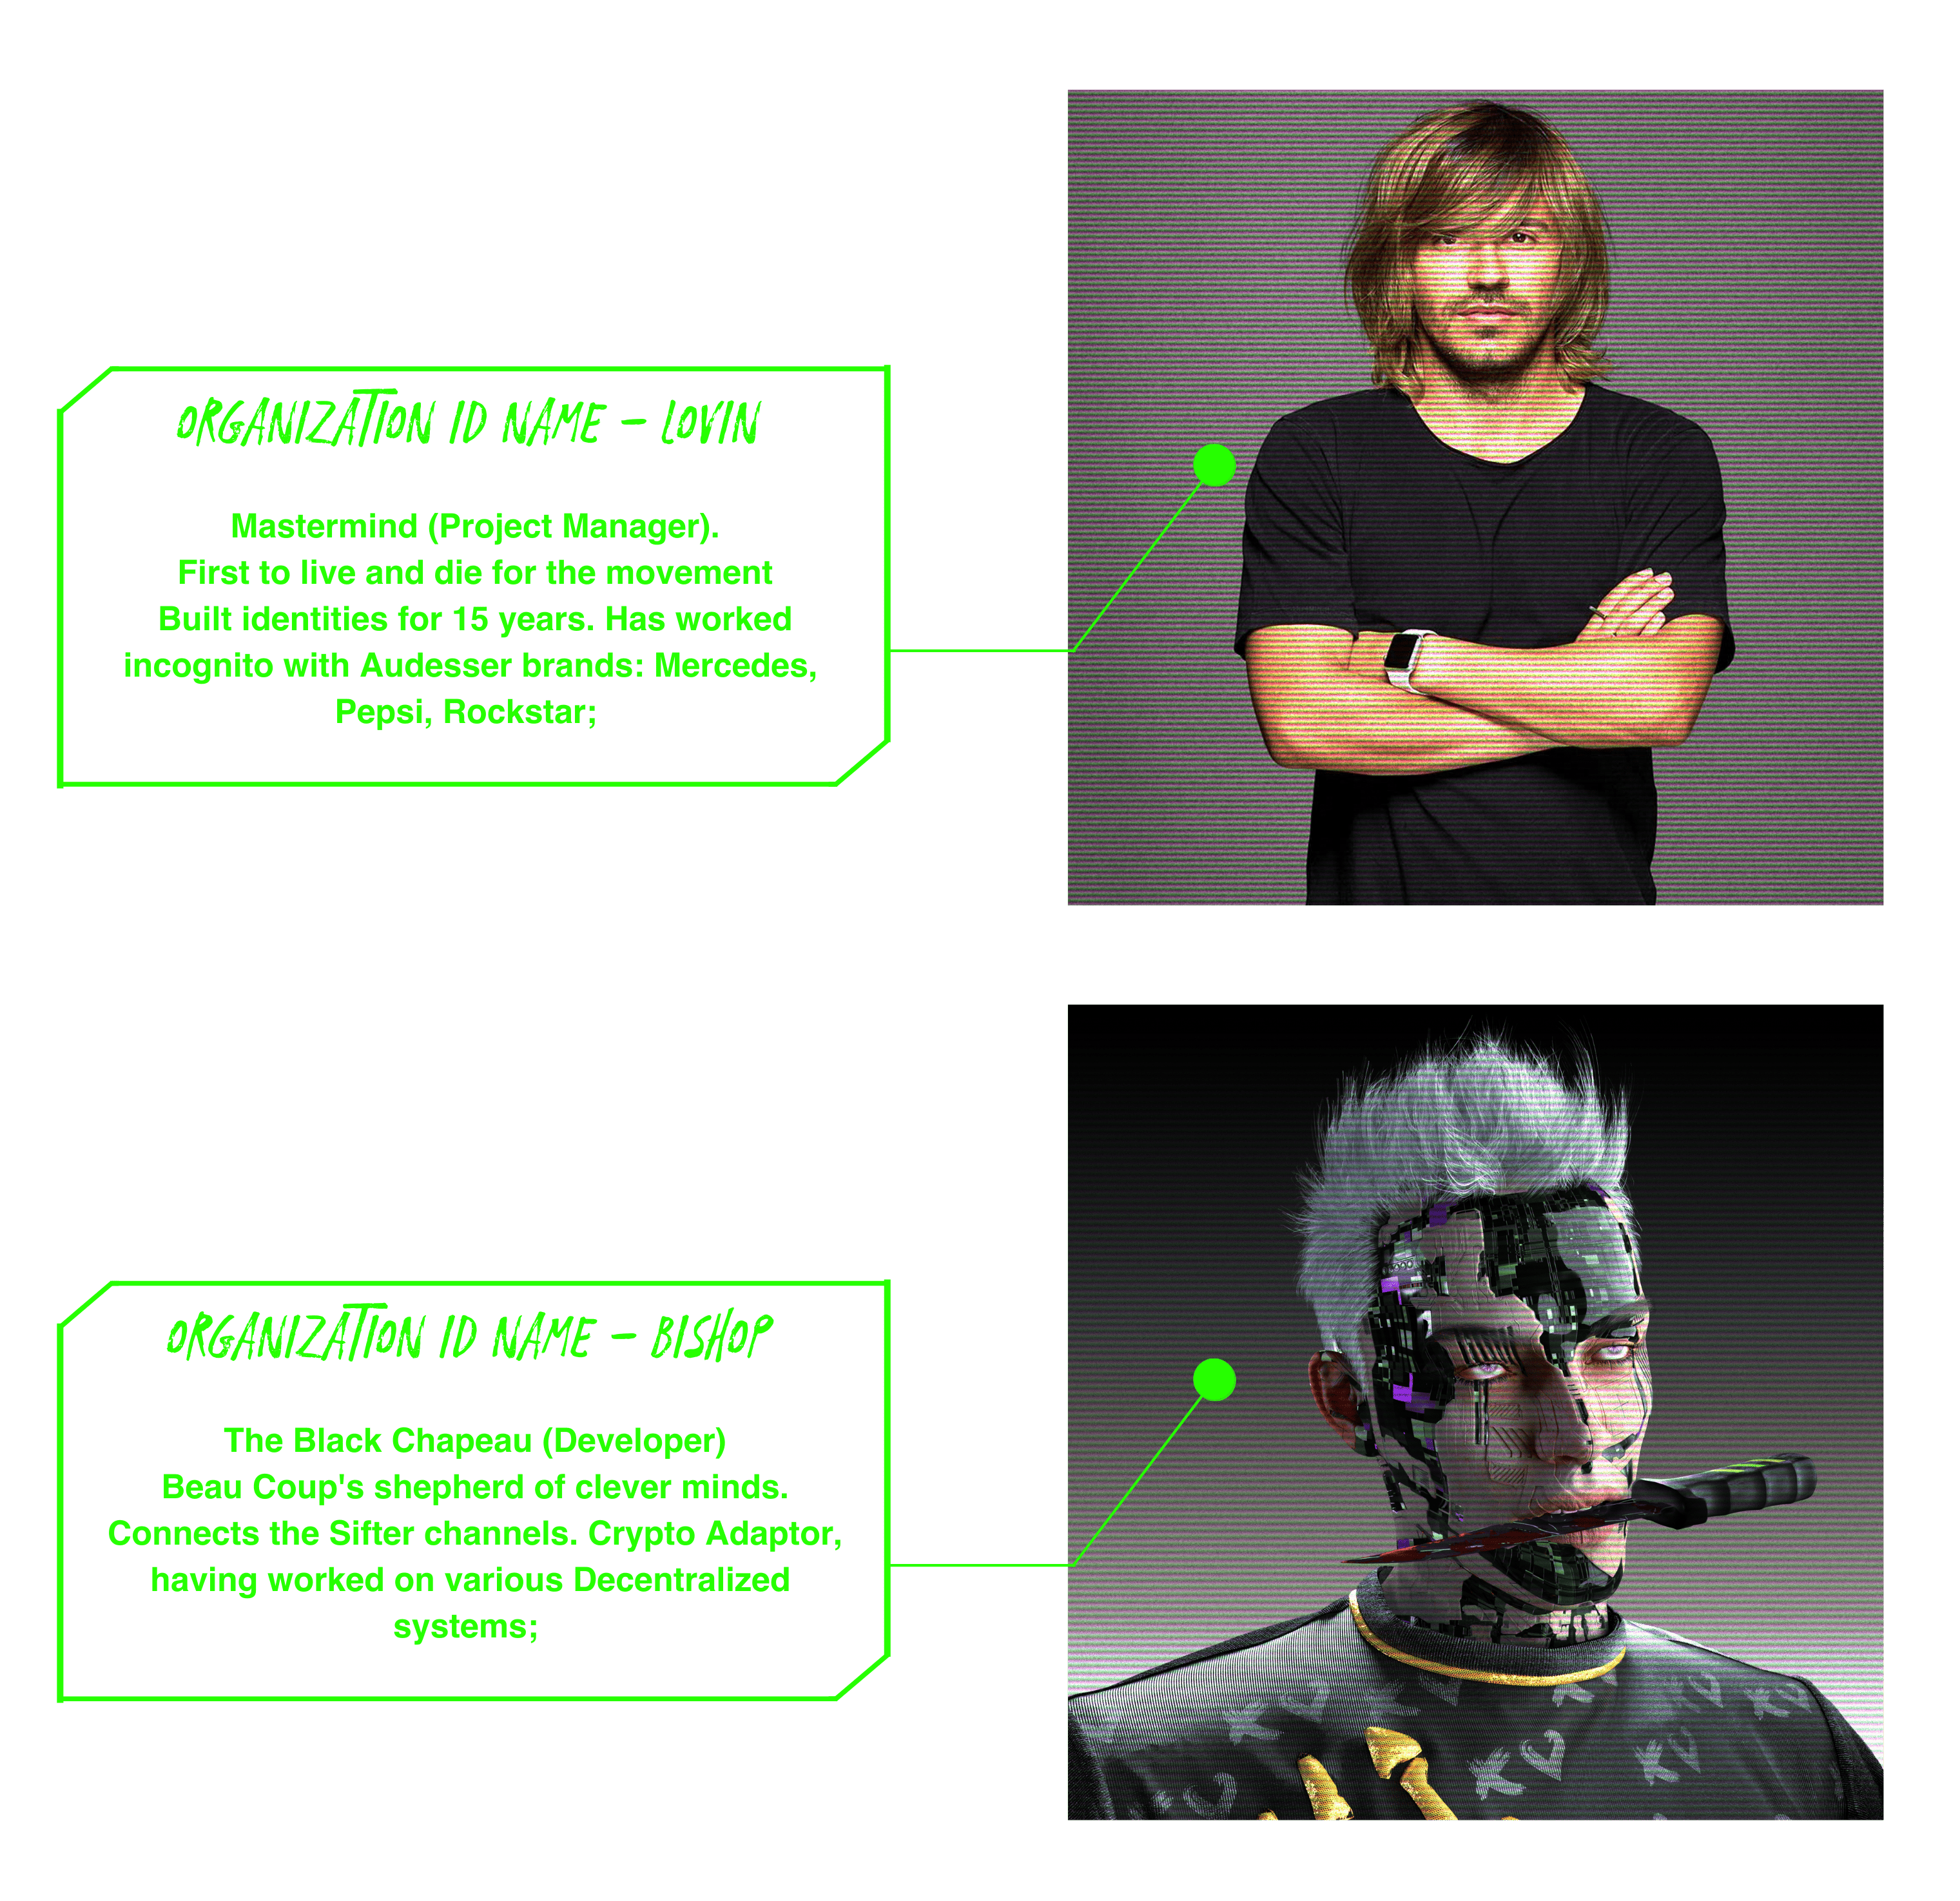 ORGANIZATION ID NAME – LOVIN
Mastermind (Project Manager).
First to live and die for the movement
Built identities for 15 years. Has worked
incognito with Audesser brands: Mercedes,
Pepsi, Rockstar;
ORGANIZATION ID NAME – BISHOP
The Black Chapeau (Developer)
Beau Coup's shepherd of clever minds.
Connects the Sifter channels. Crypto Adaptor,
having worked on various Decentralized
systems;